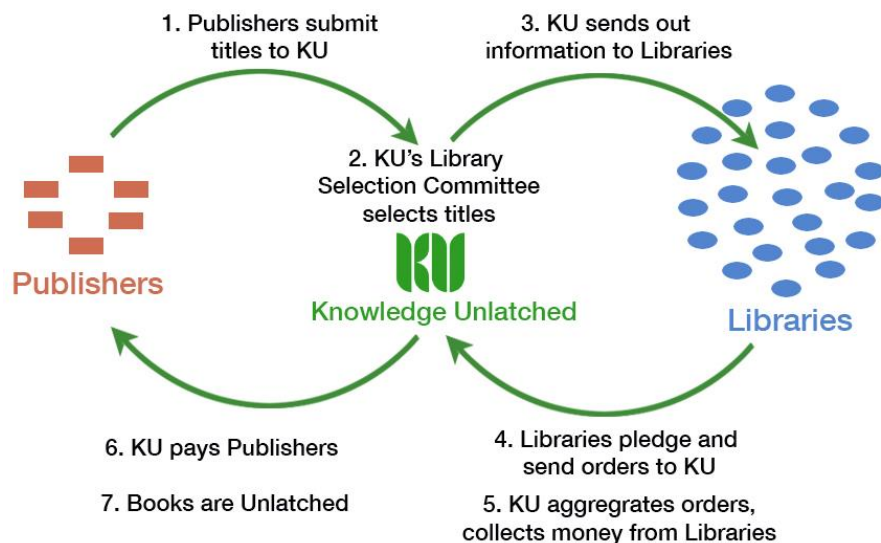 1. Publishers submit
titles to KU
3. KU sends out
information to Libraries
2. KU's Library
Selection Committee
selects titles
KU
Publishers
Knowledge Unlatched
Libraries
6. KU pays Publishers
7. Books are Unlatched
4. Libraries pledge and
send orders to KU
5. KU aggregrates orders,
collects money from Libraries